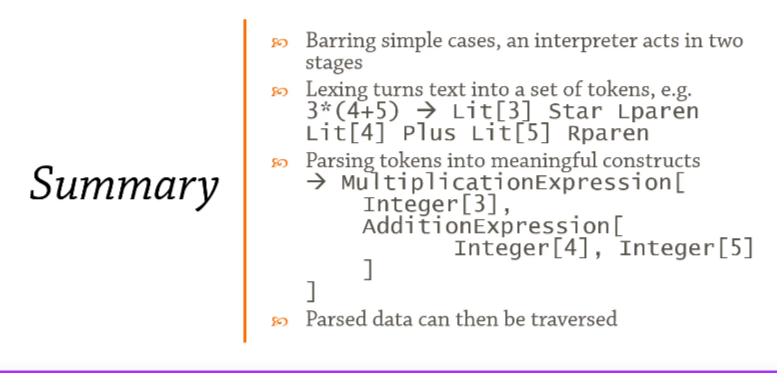 Summary
Barring simple cases, an interpreter acts in two
stages
Lexing turns text into a set of tokens, e.g.
3*(4+5) → Lit[3] Star Lparen
Lit[4] Plus Lit[5] Rparen
Parsing tokens into meaningful constructs
→ MultiplicationExpression[
Integer[3],
AdditionExpression[
Integer[4], Integer[5]
]
]
Parsed data can then be traversed